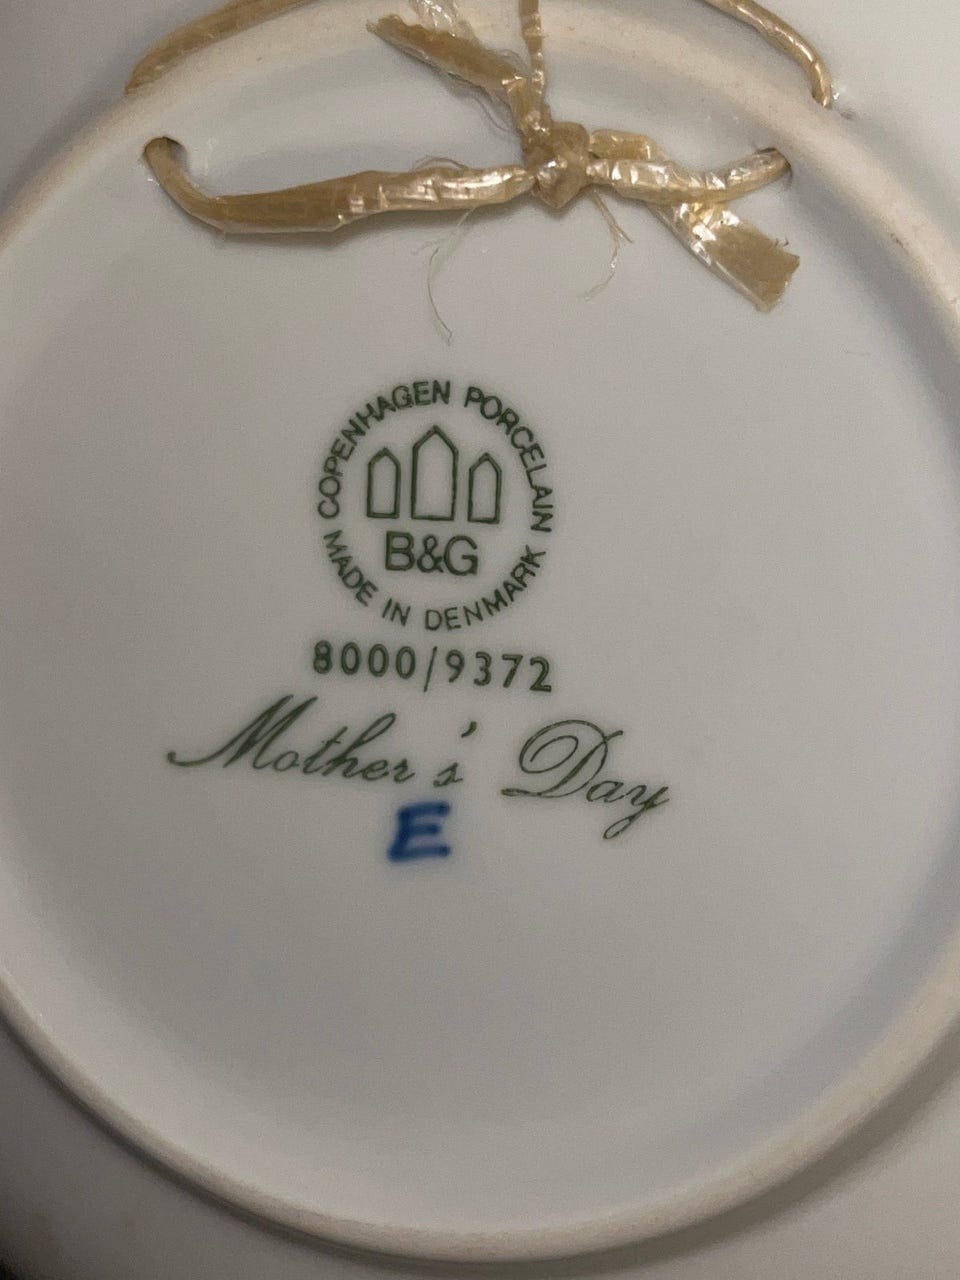 COPENHAGEN PORCELAIN
B&G
MADE IN DENMARK
8000/9372
Mother's Day
E